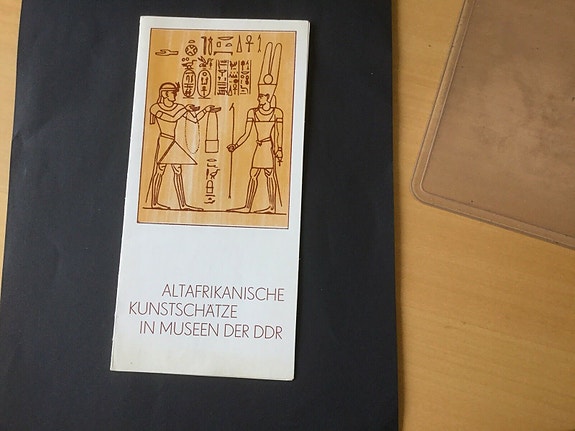 ALTAFRIKANISCHE
KUNSTSCHÄTZE
IN MUSEEN DER DDR